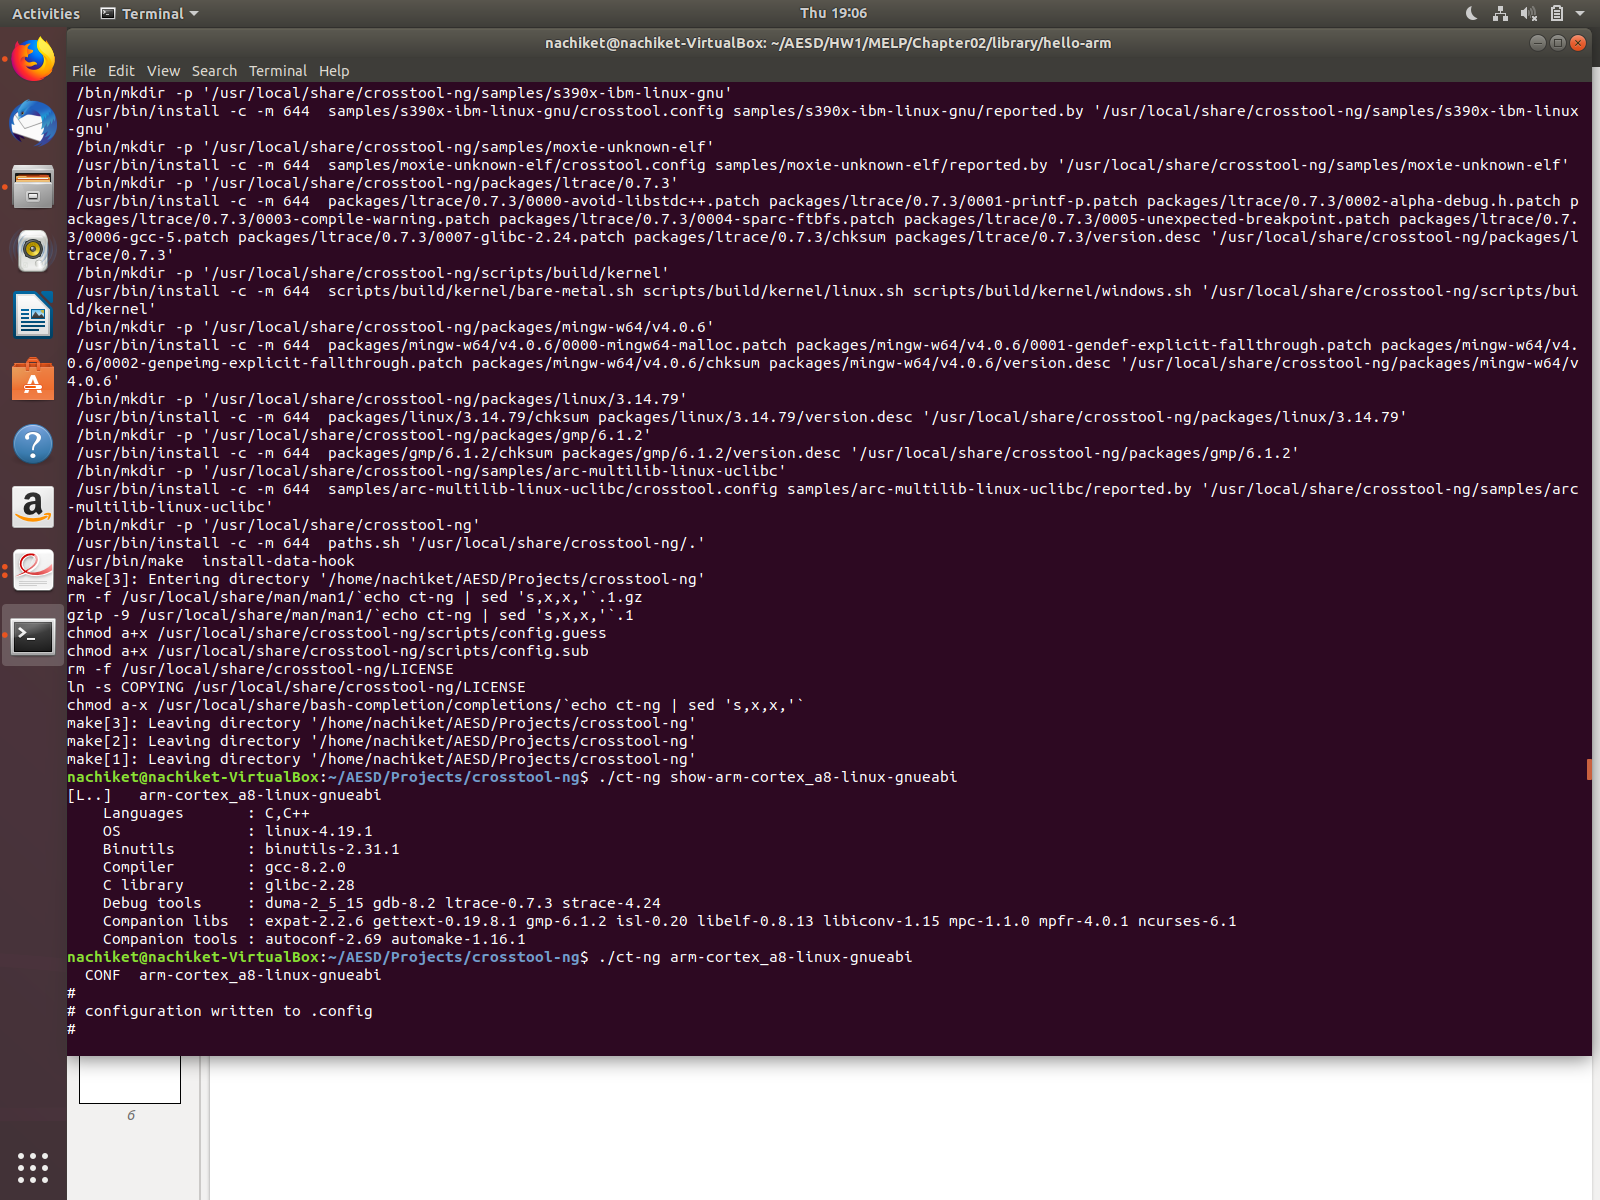 Activities Terminal Thu 19:06
nachiket@nachiket-VirtualBox: ~/AESD/HW1/MELP/Chapter02/library/hello-arm
File Edit View Search Terminal Help
/bin/mkdir -p '/usr/local/share/crosstool-ng/samples/s390x-ibm-linux-gnu'
/usr/bin/install -c -m 644  samples/s390x-ibm-linux-gnu/crosstool.config samples/s390x-ibm-linux-gnu/reported.by '/usr/local/share/crosstool-ng/samples/s390x-ibm-linux
-gnu'
/bin/mkdir -p '/usr/local/share/crosstool-ng/samples/moxie-unknown-elf'
/usr/bin/install -c -m 644  samples/moxie-unknown-elf/crosstool.config samples/moxie-unknown-elf/reported.by '/usr/local/share/crosstool-ng/samples/moxie-unknown-elf'
/bin/mkdir -p '/usr/local/share/crosstool-ng/packages/ltrace/0.7.3'
/usr/bin/install -c -m 644  packages/ltrace/0.7.3/0000-avoid-libstdc++.patch packages/ltrace/0.7.3/0001-printf-p.patch packages/ltrace/0.7.3/0002-alpha-debug.h.patch p
ackages/ltrace/0.7.3/0003-compile-warning.patch packages/ltrace/0.7.3/0004-sparc-ftbfs.patch packages/ltrace/0.7.3/0005-unexpected-breakpoint.patch packages/ltrace/0.7.
3/0006-gcc-5.patch packages/ltrace/0.7.3/0007-glibc-2.24.patch packages/ltrace/0.7.3/chksum packages/ltrace/0.7.3/version.desc '/usr/local/share/crosstool-ng/packages/l
trace/0.7.3'
/bin/mkdir -p '/usr/local/share/crosstool-ng/scripts/build/kernel'
/usr/bin/install -c -m 644  scripts/build/kernel/bare-metal.sh scripts/build/kernel/linux.sh scripts/build/kernel/windows.sh '/usr/local/share/crosstool-ng/scripts/bui
ld/kernel'
/bin/mkdir -p '/usr/local/share/crosstool-ng/packages/mingw-w64/v4.0.6'
/usr/bin/install -c -m 644  packages/mingw-w64/v4.0.6/0000-mingw64-malloc.patch packages/mingw-w64/v4.0.6/0001-gendef-explicit-fallthrough.patch packages/mingw-w64/v4.
0.6/0002-genpeimg-explicit-fallthrough.patch packages/mingw-w64/v4.0.6/chksum packages/mingw-w64/v4.0.6/version.desc '/usr/local/share/crosstool-ng/packages/mingw-w64/v
4.0.6'
/bin/mkdir -p '/usr/local/share/crosstool-ng/packages/linux/3.14.79'
/usr/bin/install -c -m 644  packages/linux/3.14.79/chksum packages/linux/3.14.79/version.desc '/usr/local/share/crosstool-ng/packages/linux/3.14.79'
/bin/mkdir -p '/usr/local/share/crosstool-ng/packages/gmp/6.1.2'
/usr/bin/install -c -m 644  packages/gmp/6.1.2/chksum packages/gmp/6.1.2/version.desc '/usr/local/share/crosstool-ng/packages/gmp/6.1.2'
/bin/mkdir -p '/usr/local/share/crosstool-ng/samples/arc-multilib-linux-uclibc'
/usr/bin/install -c -m 644  samples/arc-multilib-linux-uclibc/crosstool.config samples/arc-multilib-linux-uclibc/reported.by '/usr/local/share/crosstool-ng/samples/arc
-multilib-linux-uclibc'
/bin/mkdir -p '/usr/local/share/crosstool-ng'
/usr/bin/install -c -m 644  paths.sh '/usr/local/share/crosstool-ng/.'
/usr/bin/make  install-data-hook
make[3]: Entering directory '/home/nachiket/AESD/Projects/crosstool-ng'
rm -f /usr/local/share/man/man1/`echo ct-ng | sed 's,x,x,'`.1.gz
gzip -9 /usr/local/share/man/man1/`echo ct-ng | sed 's,x,x,'`.1
chmod a+x /usr/local/share/crosstool-ng/scripts/config.guess
chmod a+x /usr/local/share/crosstool-ng/scripts/config.sub
rm -f /usr/local/share/crosstool-ng/LICENSE
ln -s COPYING /usr/local/share/crosstool-ng/LICENSE
chmod a-x /usr/local/share/bash-completion/completions/`echo ct-ng | sed 's,x,x,'`
make[3]: Leaving directory '/home/nachiket/AESD/Projects/crosstool-ng'
make[2]: Leaving directory '/home/nachiket/AESD/Projects/crosstool-ng'
make[1]: Leaving directory '/home/nachiket/AESD/Projects/crosstool-ng'
nachiket@nachiket-VirtualBox:~/AESD/Projects/crosstool-ng$ ./ct-ng show-arm-cortex_a8-linux-gnueabi
[L..]   arm-cortex_a8-linux-gnueabi
Languages       : C,C++
OS              : linux-4.19.1
Binutils        : binutils-2.31.1
Compiler        : gcc-8.2.0
C library       : glibc-2.28
Debug tools     : duma-2_5_15 gdb-8.2 ltrace-0.7.3 strace-4.24
Companion libs  : expat-2.2.6 gettext-0.19.8.1 gmp-6.1.2 isl-0.20 libelf-0.8.13 libiconv-1.15 mpc-1.1.0 mpfr-4.0.1 ncurses-6.1
Companion tools : autoconf-2.69 automake-1.16.1
nachiket@nachiket-VirtualBox:~/AESD/Projects/crosstool-ng$ ./ct-ng arm-cortex_a8-linux-gnueabi
CONF  arm-cortex_a8-linux-gnueabi
#
# configuration written to .config
#
6